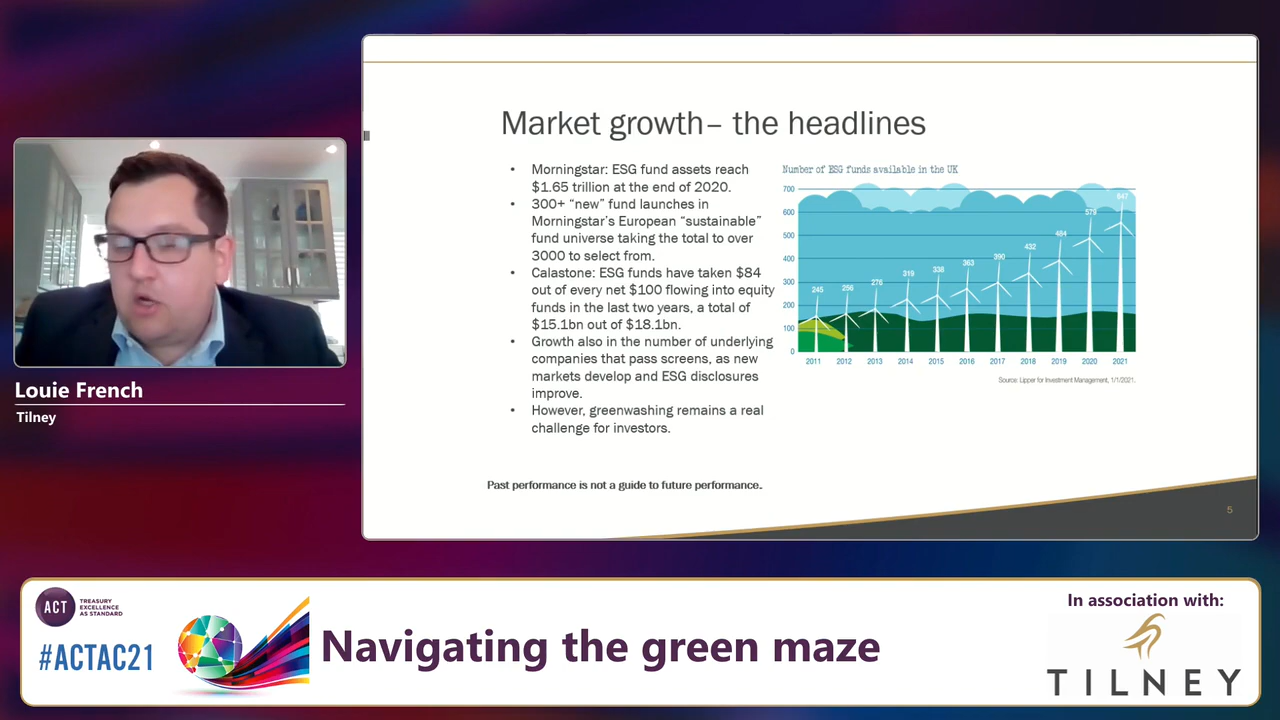 Market growth– the headlines
• Morningstar: ESG fund assets reach
$1.65 trillion at the end of 2020.
• 300+ “new” fund launches in
Morningstar’s European “sustainable”
fund universe taking the total to over
3000 to select from.
• Calastone: ESG funds have taken $84
out of every net $100 flowing into equity
funds in the last two years, a total of
$15.1bn out of $18.1bn.
• Growth also in the number of underlying
companies that pass screens, as new
markets develop and ESG disclosures
improve.
• However, greenwashing remains a real
challenge for investors.
Number of ESG funds available in the UK
700
600
500
400
300
200
100
0
245
256
276
319
338
363
390
432
484
579
647
2011 2012 2013 2014 2015 2016 2017 2018 2019 2020 2021
Source: Lipper for Investment Management, 1/1/2021.
Past performance is not a guide to future performance.
5
Louie French
Tilney
ACT
TREASURY
EXCELLENCE
AS STANDARD
#ACTAC21
Navigating the green maze
In association with:
TILNEY